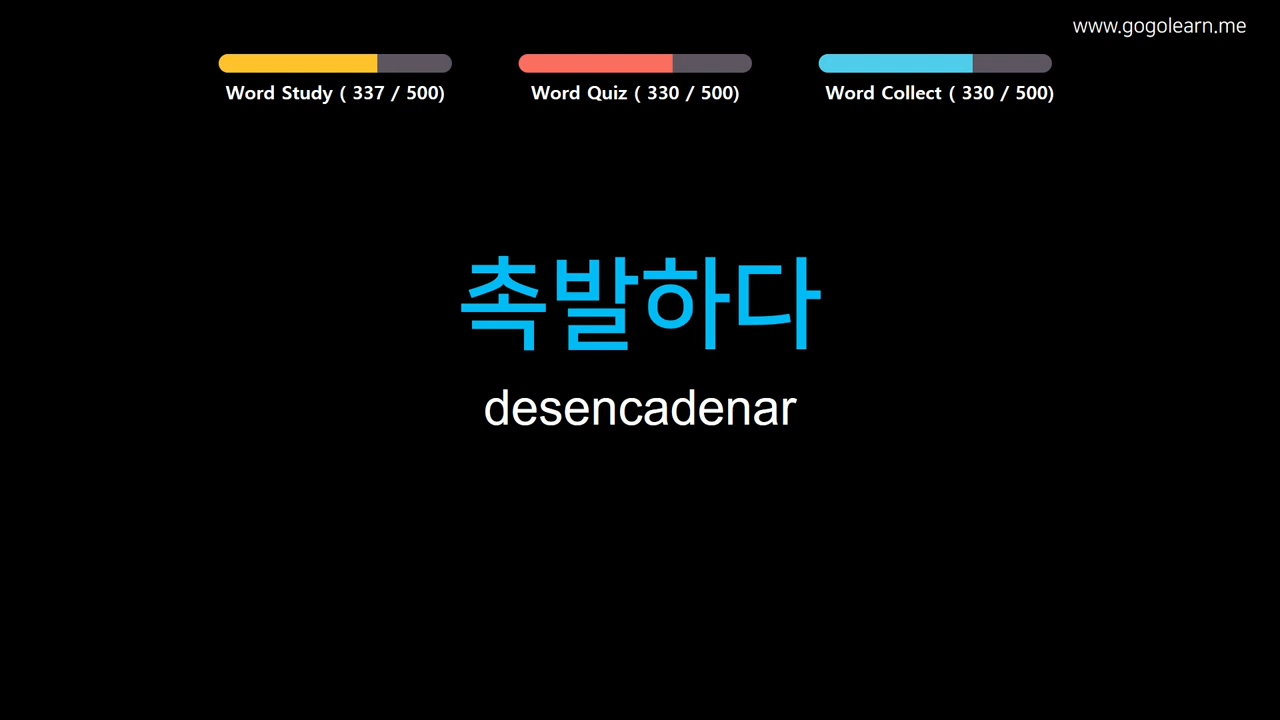 www.gogolearn.me
Word Study ( 337 / 500)
Word Quiz ( 330 / 500)
Word Collect ( 330 / 500)
촉발하다
desencadenar